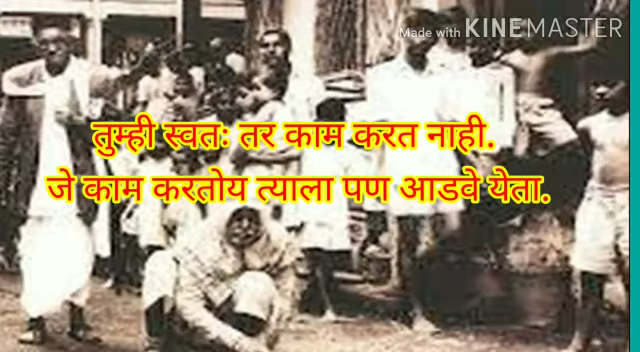 Made with KINEMASTER
तुम्ही स्वतः तर काम करत नाही.
जे काम करतोय त्याला पण आडवे येता.